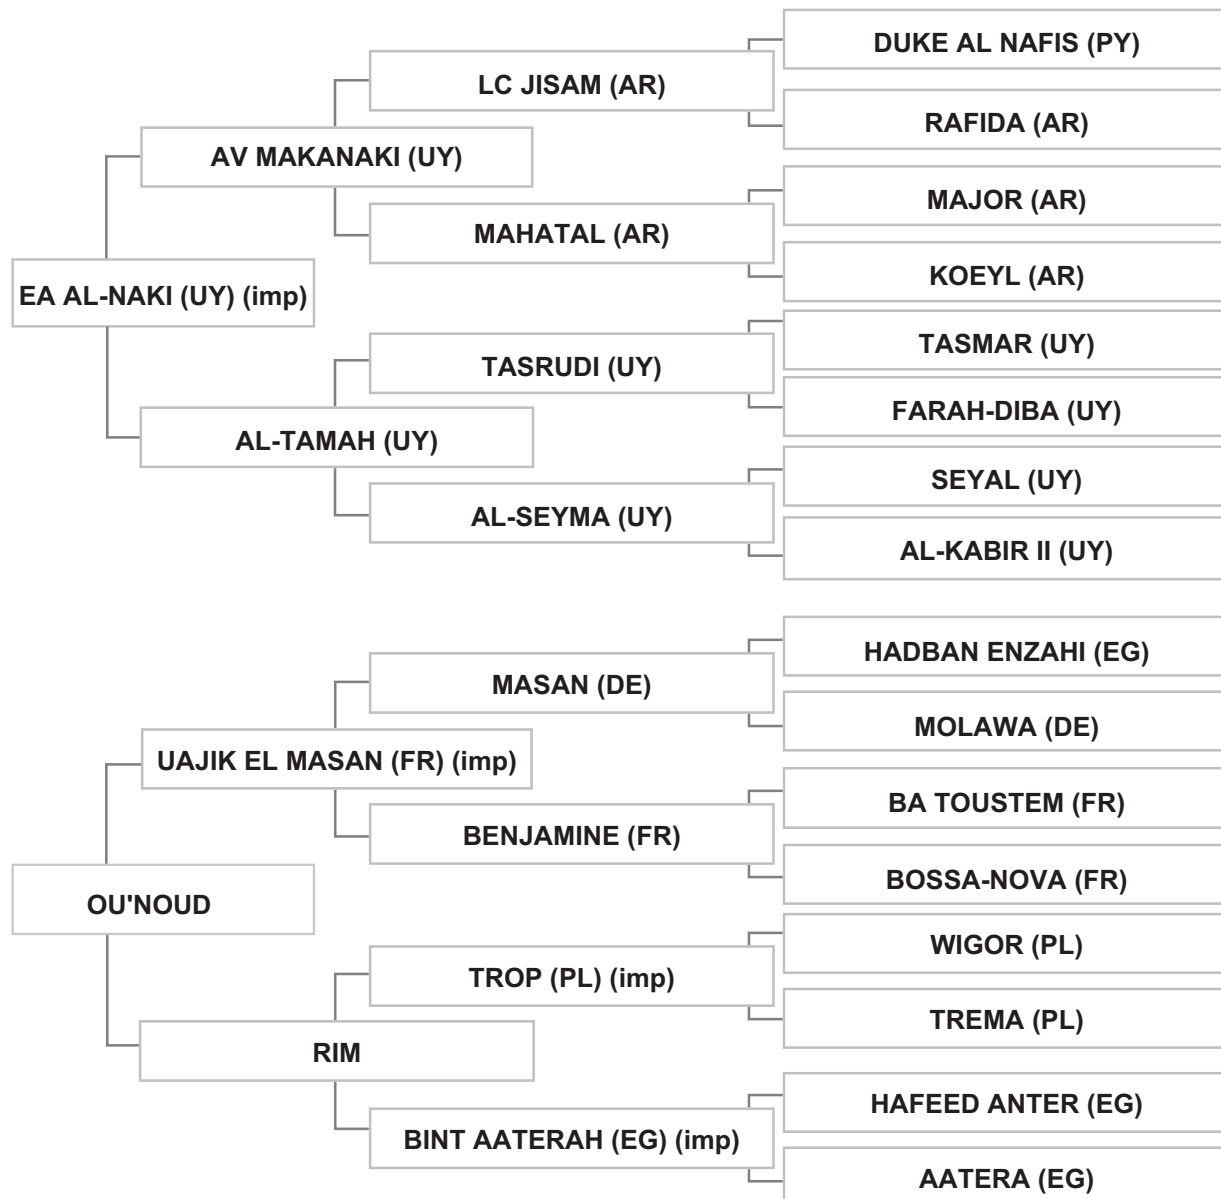 DUKE AL NAFIS (PY)
LC JISAM (AR)
RAFIDA (AR)
AV MAKANAKI (UY)
MAJOR (AR)
MAHATAL (AR)
KOEYL (AR)
EA AL-NAKI (UY) (imp)
TASMAR (UY)
TASRUDI (UY)
FARAH-DIBA (UY)
AL-TAMAH (UY)
SEYAL (UY)
AL-SEYMA (UY)
AL-KABIR II (UY)
HADBAN ENZAHI (EG)
MASAN (DE)
MOLAWA (DE)
UAJIK EL MASAN (FR) (imp)
BA TOUSTEM (FR)
BENJAMINE (FR)
BOSSA-NOVA (FR)
OU'NOUD
WIGOR (PL)
TROP (PL) (imp)
TREMA (PL)
RIM
HAFEED ANTER (EG)
BINT AATERAH (EG) (imp)
AATERA (EG)